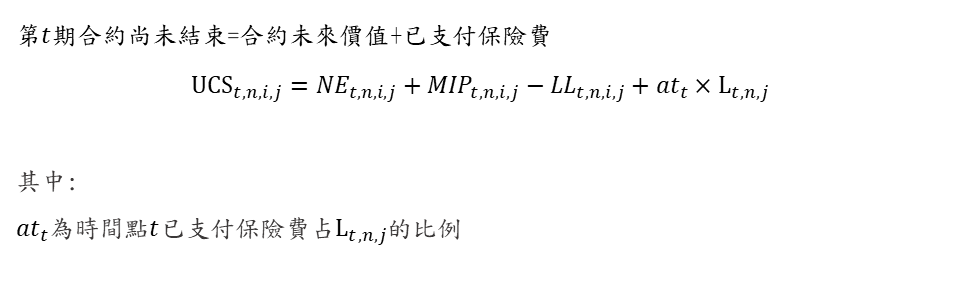 第t期合約尚未結束=合約未來價值+已支付保險費
UCS_{t,n,i,j} = NE_{t,n,i,j} + MIP_{t,n,i,j} − LL_{t,n,i,j} + at_t × L_{t,n,j}
其中:
at_t為時間點t已支付保險費占L_{t,n,j}的比例